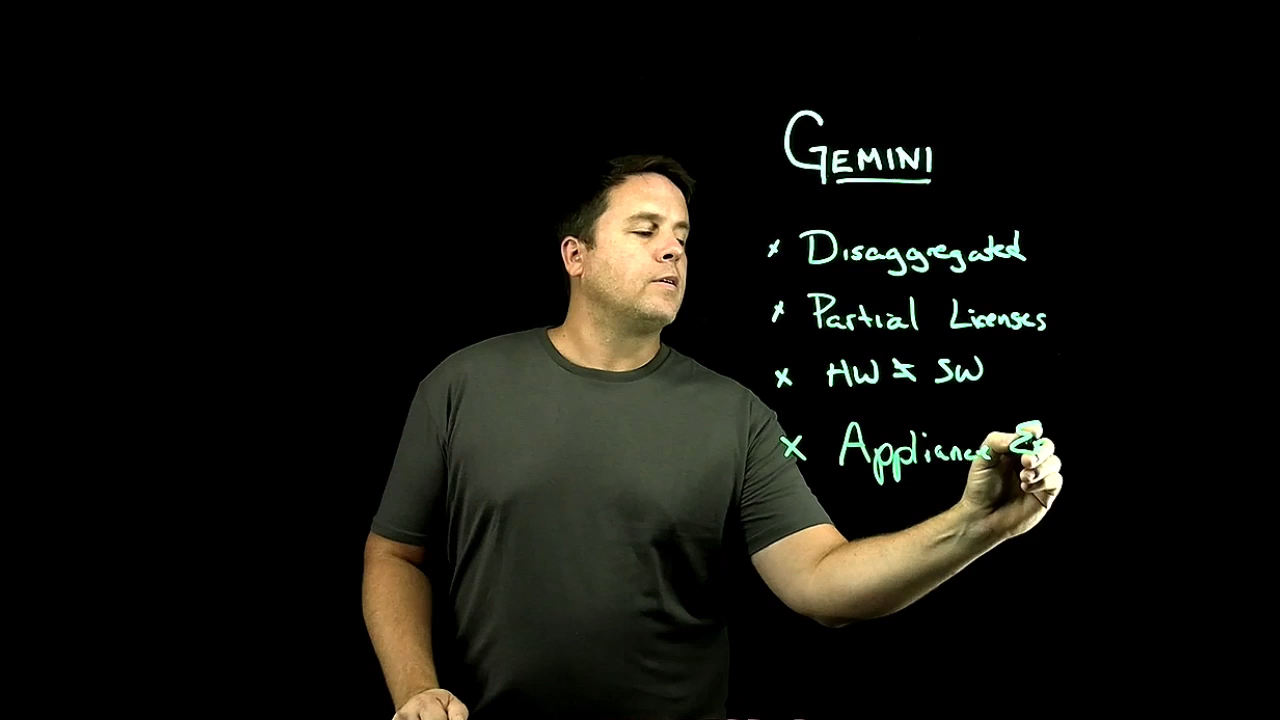 GEMINI
x Disaggregated
x Partial Licenses
x HW & SW
x Appliance